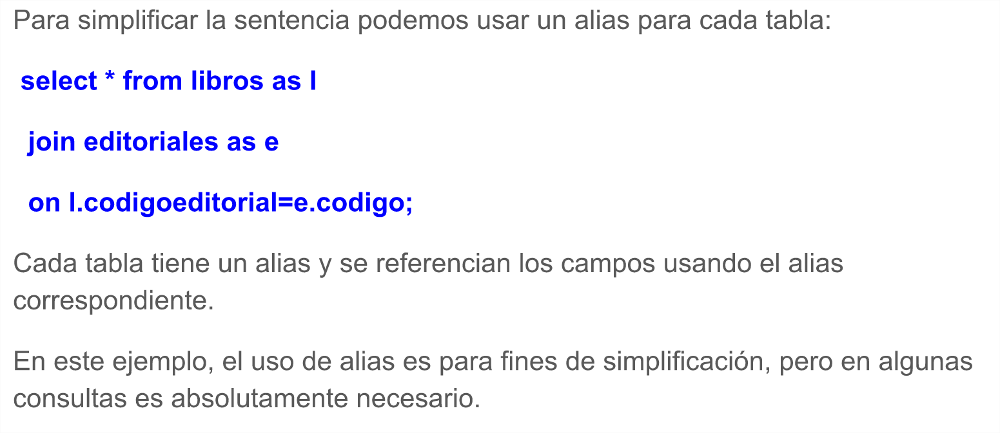 Para simplificar la sentencia podemos usar un alias para cada tabla:
select * from libros as l
join editoriales as e
on l.codigoeditorial=e.codigo;
Cada tabla tiene un alias y se referencian los campos usando el alias
correspondiente.
En este ejemplo, el uso de alias es para fines de simplificación, pero en algunas
consultas es absolutamente necesario.